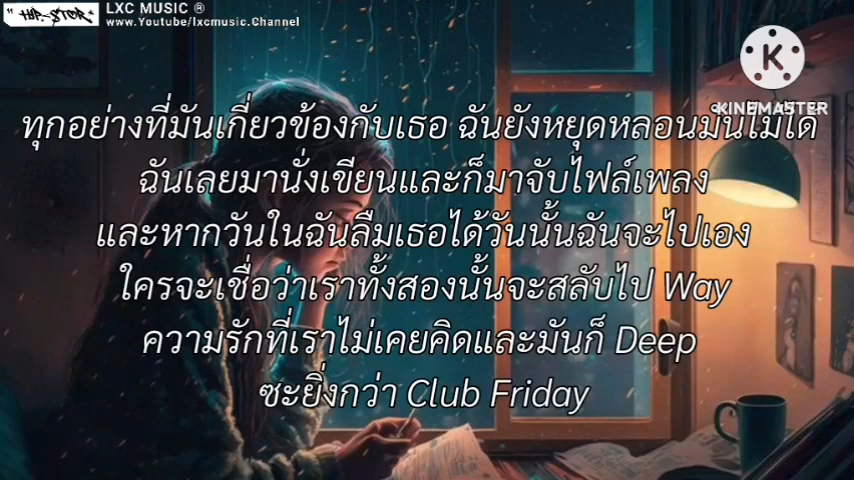 "HIP-STOR"
LXC MUSIC ®
www.Youtube/lxcmusic.Channel
K
KINEMASTER
ทุกอย่างที่มันเกี่ยวข้องกับเธอ ฉันยังหยุดหลอนมันไม่ได้
ฉันเลยมานั่งเขียนและก็มาจับไฟล์เพลง
และหากวันในฉันลืมเธอได้วันนั้นฉันจะไปเอง
ใครจะเชื่อว่าเราทั้งสองนั้นจะสลับไป Way
ความรักที่เราไม่เคยคิดและมันก็ Deep
ซะยิ่งกว่า Club Friday